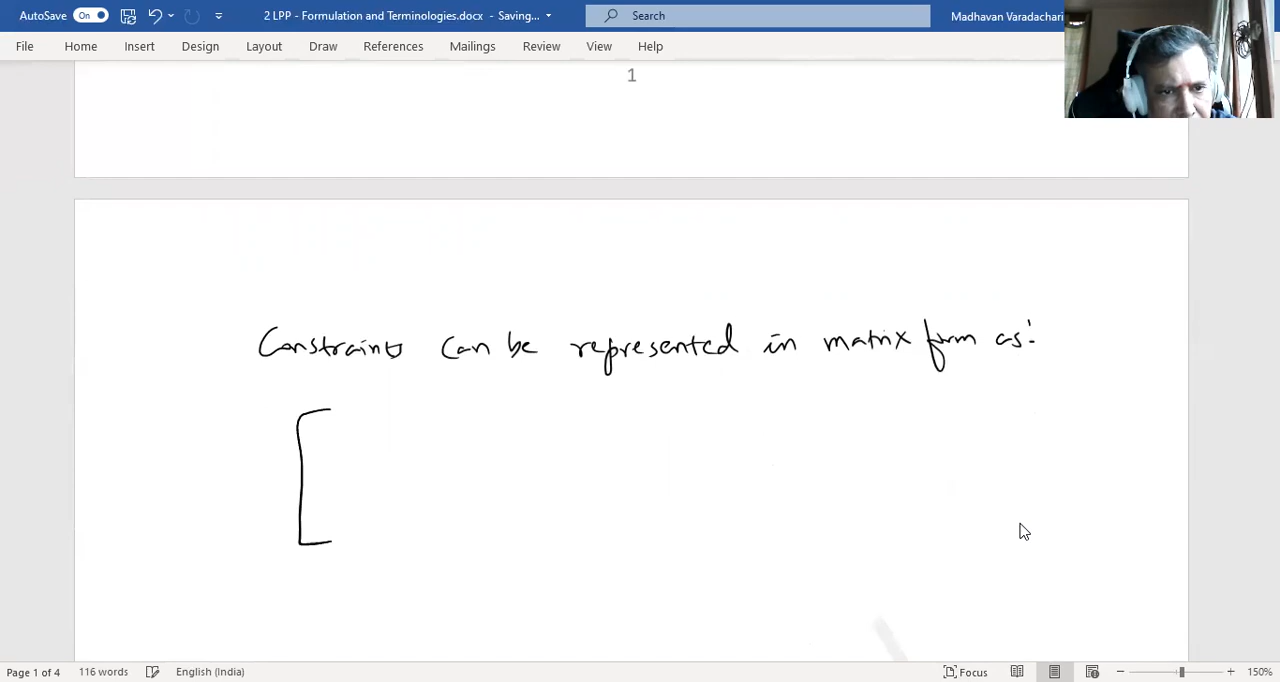 AutoSave On 2 LPP - Formulation and Terminologies.docx - Saving... Search Madhavan Varadachari
File Home Insert Design Layout Draw References Mailings Review View Help
1
Constraints can be represented in matrix form as:
Page 1 of 4 116 words English (India) Focus 150%